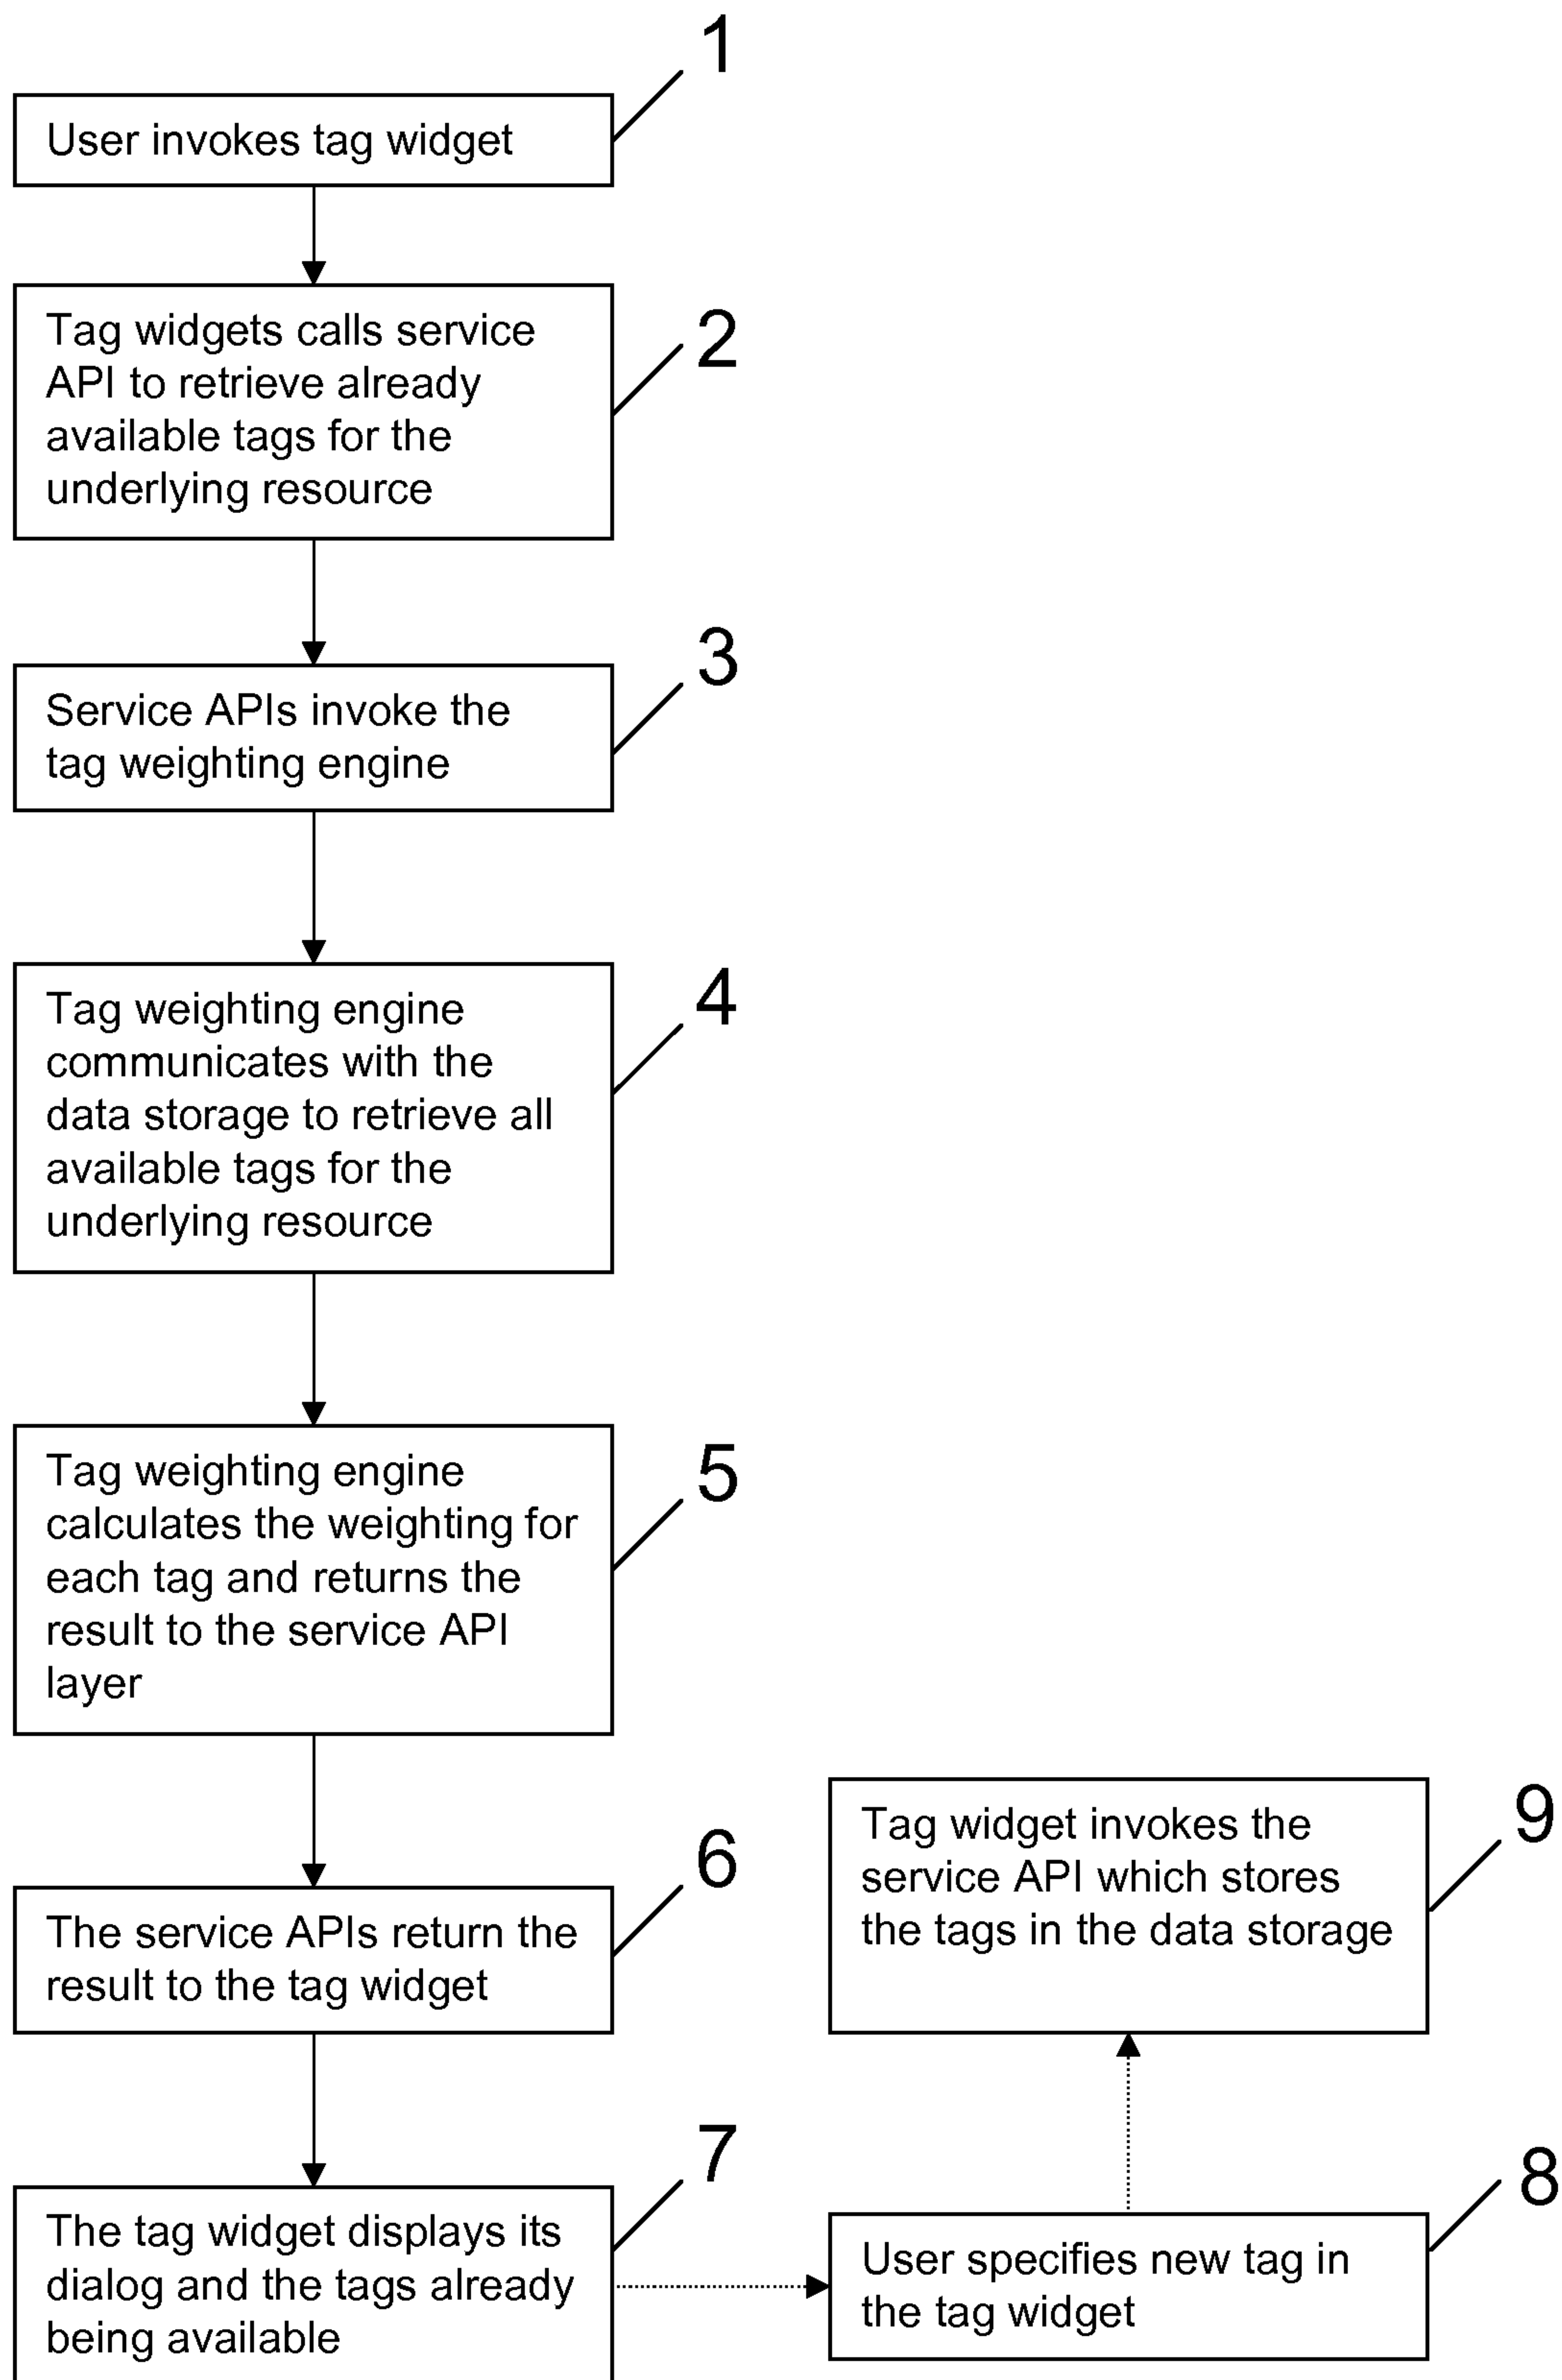 1
User invokes tag widget
2
Tag widgets calls service
API to retrieve already
available tags for the
underlying resource
3
Service APIs invoke the
tag weighting engine
4
Tag weighting engine
communicates with the
data storage to retrieve all
available tags for the
underlying resource
5
Tag weighting engine
calculates the weighting for
each tag and returns the
result to the service API
layer
6
The service APIs return the
result to the tag widget
7
The tag widget displays its
dialog and the tags already
being available
8
User specifies new tag in
the tag widget
9
Tag widget invokes the
service API which stores
the tags in the data storage